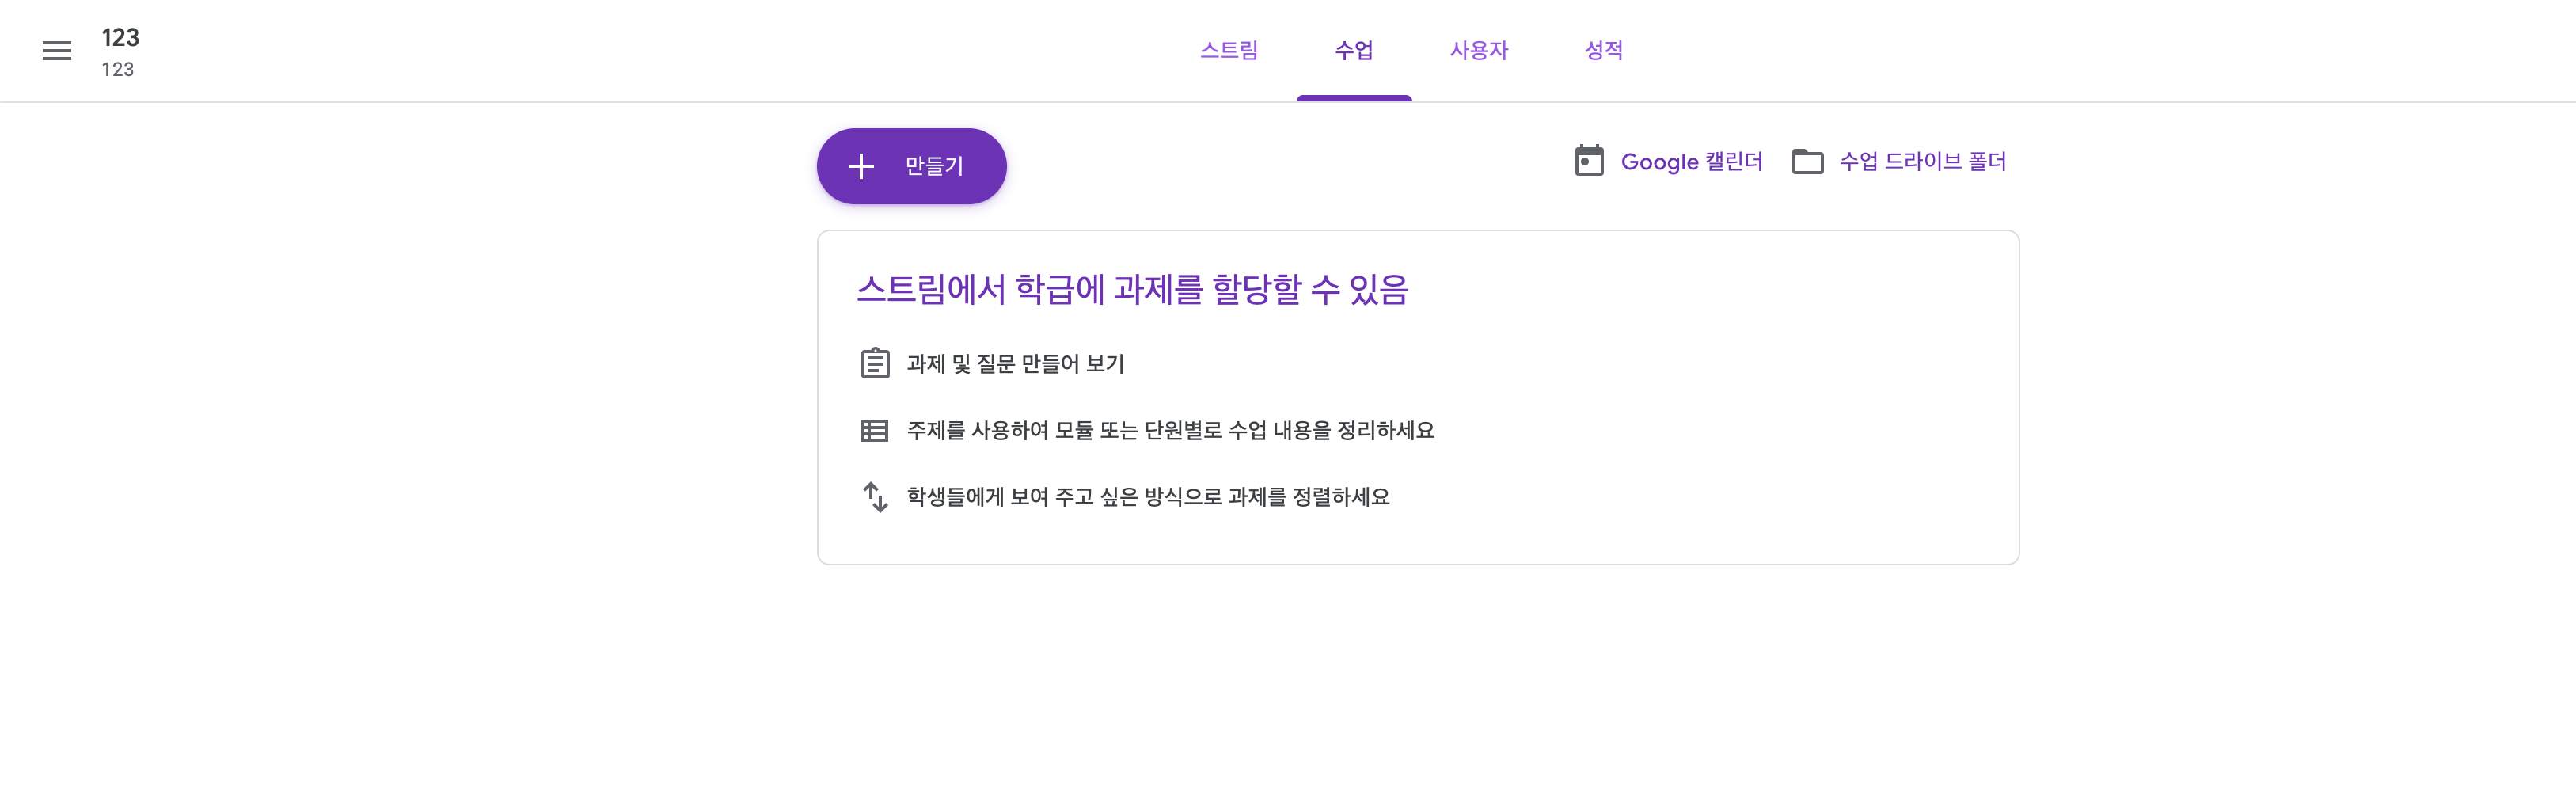 123
123
스트림
수업
사용자
성적
만들기
Google 캘린더
수업 드라이브 폴더
스트림에서 학급에 과제를 할당할 수 있음
과제 및 질문 만들어 보기
주제를 사용하여 모듈 또는 단원별로 수업 내용을 정리하세요
학생들에게 보여 주고 싶은 방식으로 과제를 정렬하세요